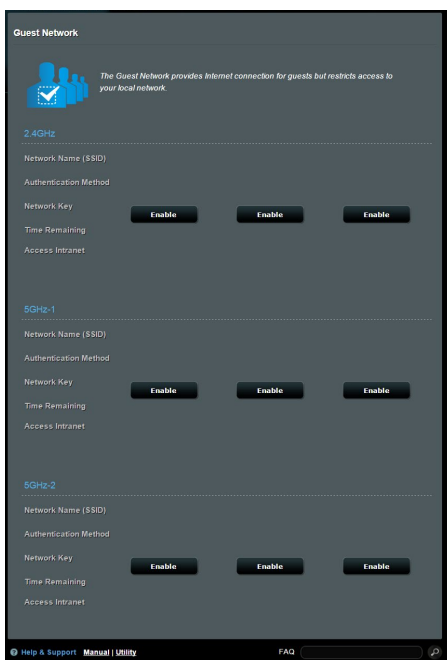 Guest Network
The Guest Network provides Internet connection for guests but restricts access to
your local network.
2.4GHz
Network Name (SSID)
Authentication Method
Network Key
Enable Enable Enable
Time Remaining
Access Intranet
5GHz-1
Network Name (SSID)
Authentication Method
Network Key
Enable Enable Enable
Time Remaining
Access Intranet
5GHz-2
Network Name (SSID)
Authentication Method
Network Key
Enable Enable Enable
Time Remaining
Access Intranet
Help & Support Manual | Utility FAQ